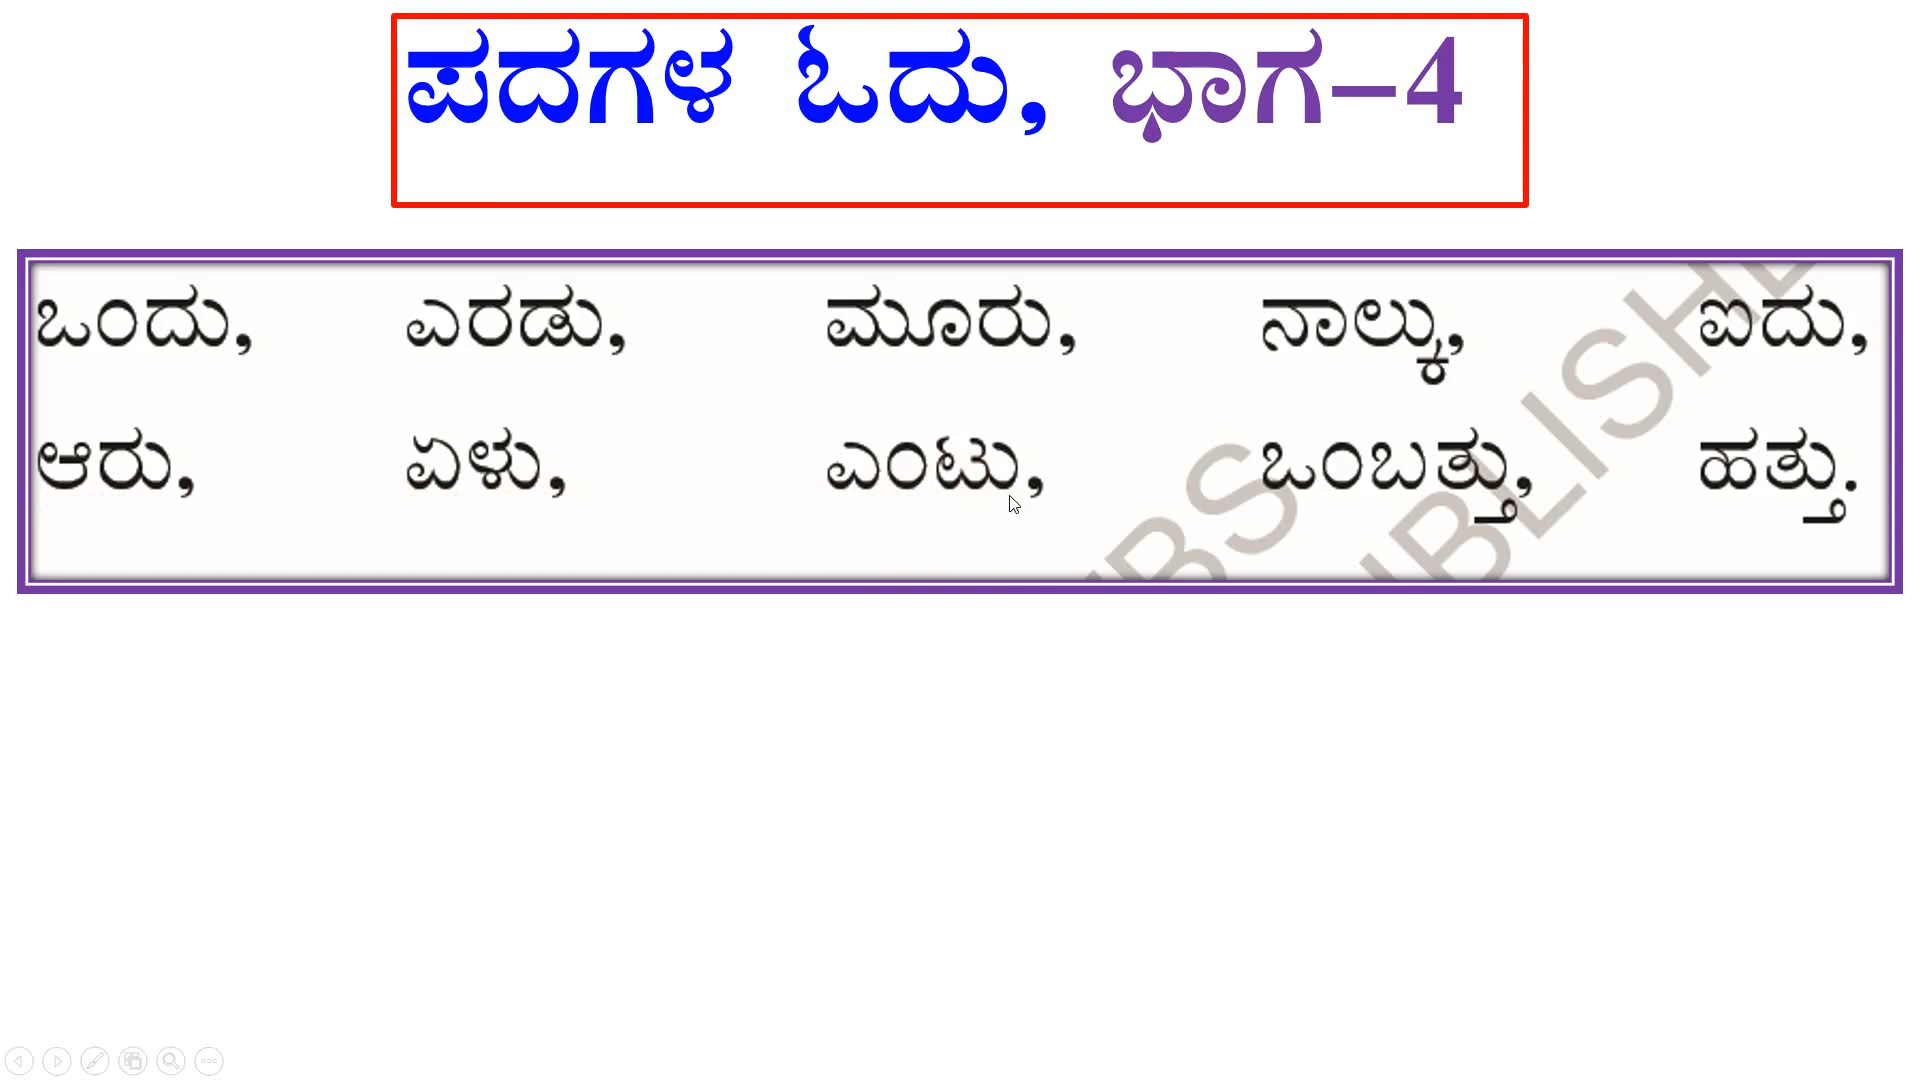 ಪದಗಳ ಓದು, ಭಾಗ-4
ಒಂದು, ಎರಡು, ಮೂರು, ನಾಲ್ಕು, ಐದು,
ಆರು, ಏಳು, ಎಂಟು, ಒಂಬತ್ತು, ಹತ್ತು.